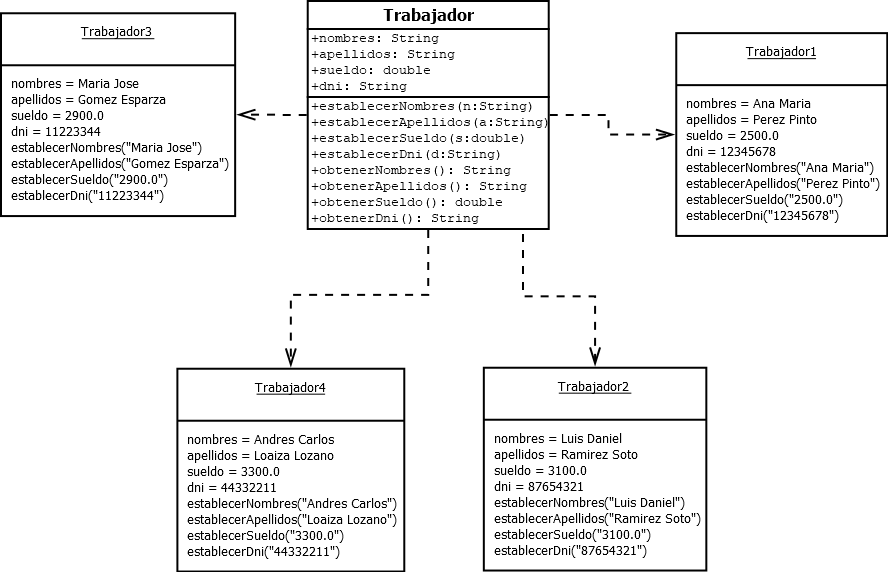 Trabajador
+nombres: String
+apellidos: String
+sueldo: double
+dni: String
+establecerNombres(n:String)
+establecerApellidos(a:String)
+establecerSueldo(s:double)
+establecerDni(d:String)
+obtenerNombres(): String
+obtenerApellidos(): String
+obtenerSueldo(): double
+obtenerDni(): String
Trabajador3
nombres = Maria Jose
apellidos = Gomez Esparza
sueldo = 2900.0
dni = 11223344
establecerNombres("Maria Jose")
establecerApellidos("Gomez Esparza")
establecerSueldo("2900.0")
establecerDni("11223344")
Trabajador1
nombres = Ana Maria
apellidos = Perez Pinto
sueldo = 2500.0
dni = 12345678
establecerNombres("Ana Maria")
establecerApellidos("Perez Pinto")
establecerSueldo("2500.0")
establecerDni("12345678")
Trabajador4
nombres = Andres Carlos
apellidos = Loaiza Lozano
sueldo = 3300.0
dni = 44332211
establecerNombres("Andres Carlos")
establecerApellidos("Loaiza Lozano")
establecerSueldo("3300.0")
establecerDni("44332211")
Trabajador2
nombres = Luis Daniel
apellidos = Ramirez Soto
sueldo = 3100.0
dni = 87654321
establecerNombres("Luis Daniel")
establecerApellidos("Ramirez Soto")
establecerSueldo("3100.0")
establecerDni("87654321")